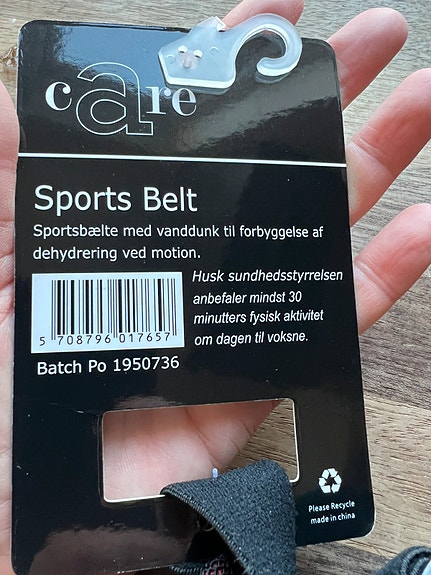 care
Sports Belt
Sportsbælte med vanddunk til forbyggelse af
dehydrering ved motion.
Husk sundhedsstyrrelsen
anbefaler mindst 30
minutters fysisk aktivitet
om dagen til voksne.
5 708796 017657
Batch Po 1950736
Please Recycle
made in china